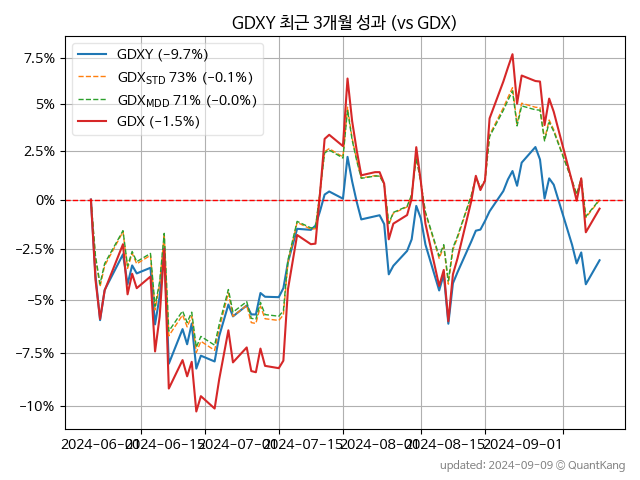 GDXY 최근 3개월 성과 (vs GDX)
GDXY (−9.7%)
GDX_STD 73% (−0.1%)
GDX_MDD 71% (−0.0%)
GDX (−1.5%)
7.5%
5%
2.5%
0%
−2.5%
−5%
−7.5%
−10%
2024-06-01 2024-06-15 2024-07-01 2024-07-15 2024-08-01 2024-08-15 2024-09-01
updated: 2024-09-09 © QuantKang